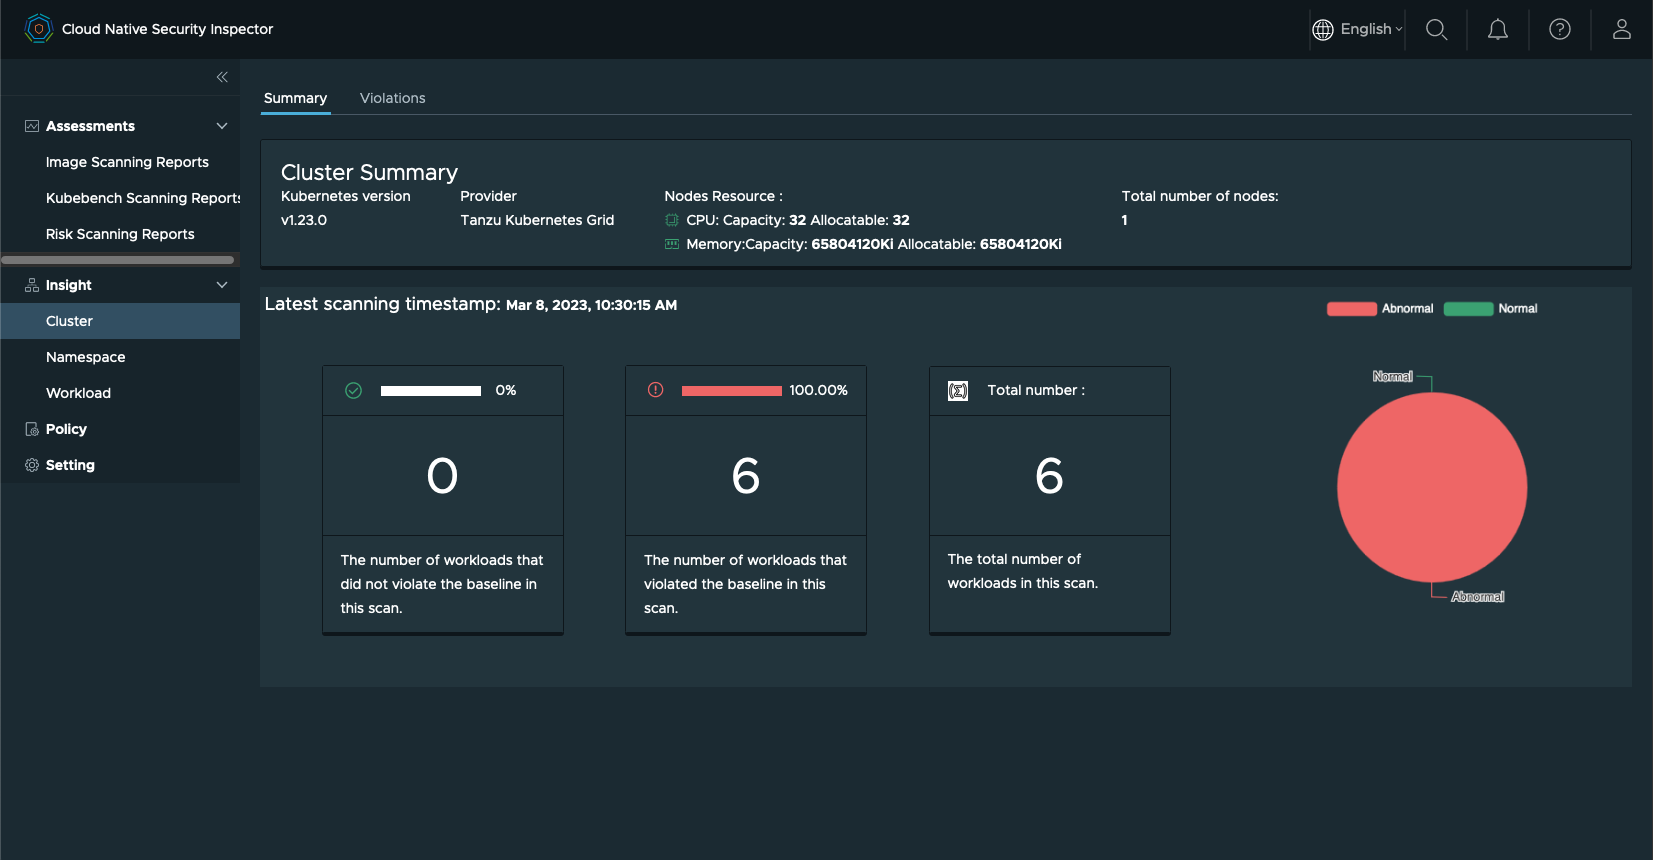 Cloud Native Security Inspector
English
Assessments
Image Scanning Reports
Kubebench Scanning Reports
Risk Scanning Reports
Insight
Cluster
Namespace
Workload
Policy
Setting
Summary
Violations
Cluster Summary
Kubernetes version
v1.23.0
Provider
Tanzu Kubernetes Grid
Nodes Resource :
CPU: Capacity: 32 Allocatable: 32
Memory:Capacity: 65804120Ki Allocatable: 65804120Ki
Total number of nodes:
1
Latest scanning timestamp: Mar 8, 2023, 10:30:15 AM
0%
0
The number of workloads that
did not violate the baseline in
this scan.
100.00%
6
The number of workloads that
violated the baseline in this
scan.
Total number :
6
The total number of
workloads in this scan.
Abnormal
Normal
Normal
Abnormal